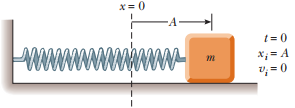 x = 0
A
m
t = 0
xᵢ = A
vᵢ = 0